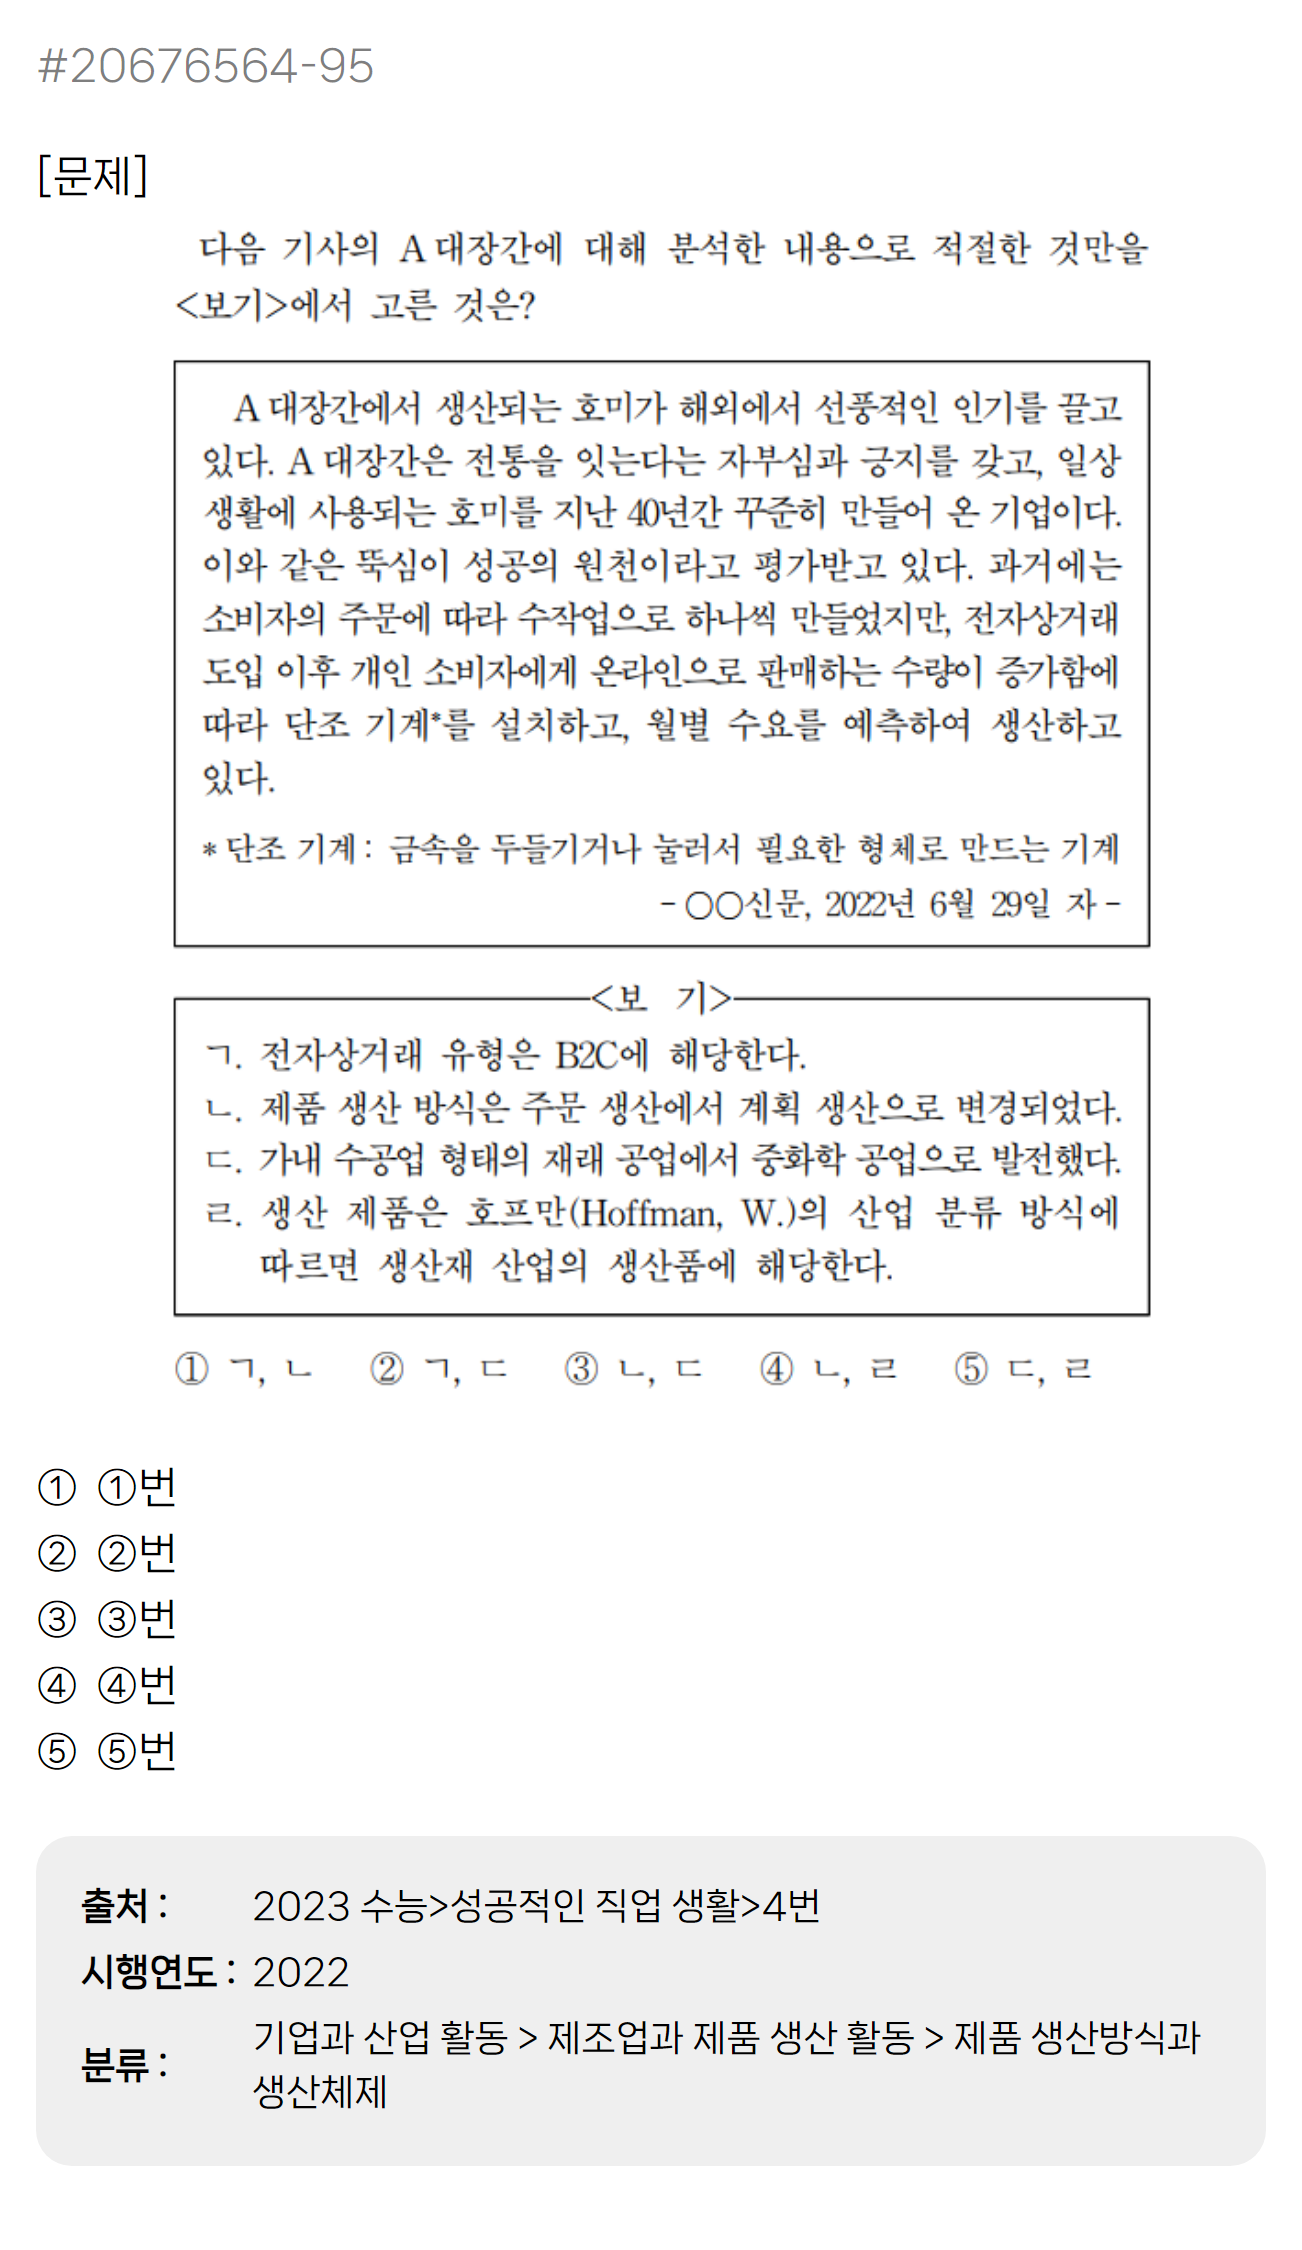 #20676564-95
[문제]
다음 기사의 A 대장간에 대해 분석한 내용으로 적절한 것만을
<보기>에서 고른 것은?
A 대장간에서 생산되는 호미가 해외에서 선풍적인 인기를 끌고
있다. A 대장간은 전통을 잇는다는 자부심과 긍지를 갖고, 일상
생활에 사용되는 호미를 지난 40년간 꾸준히 만들어 온 기업이다.
이와 같은 뚝심이 성공의 원천이라고 평가받고 있다. 과거에는
소비자의 주문에 따라 수작업으로 하나씩 만들었지만, 전자상거래
도입 이후 개인 소비자에게 온라인으로 판매하는 수량이 증가함에
따라 단조 기계*를 설치하고, 월별 수요를 예측하여 생산하고
있다.
* 단조 기계 : 금속을 두들기거나 눌러서 필요한 형체로 만드는 기계
- ○○신문, 2022년 6월 29일 자 -
<보 기>
ㄱ. 전자상거래 유형은 B2C에 해당한다.
ㄴ. 제품 생산 방식은 주문 생산에서 계획 생산으로 변경되었다.
ㄷ. 가내 수공업 형태의 재래 공업에서 중화학 공업으로 발전했다.
ㄹ. 생산 제품은 호프만(Hoffman, W.)의 산업 분류 방식에
따르면 생산재 산업의 생산품에 해당한다.
① ㄱ, ㄴ ② ㄱ, ㄷ ③ ㄴ, ㄷ ④ ㄴ, ㄹ ⑤ ㄷ, ㄹ
① ①번
② ②번
③ ③번
④ ④번
⑤ ⑤번
출처 : 2023 수능>성공적인 직업 생활>4번
시행연도 : 2022
분류 : 기업과 산업 활동 > 제조업과 제품 생산 활동 > 제품 생산방식과
생산체제